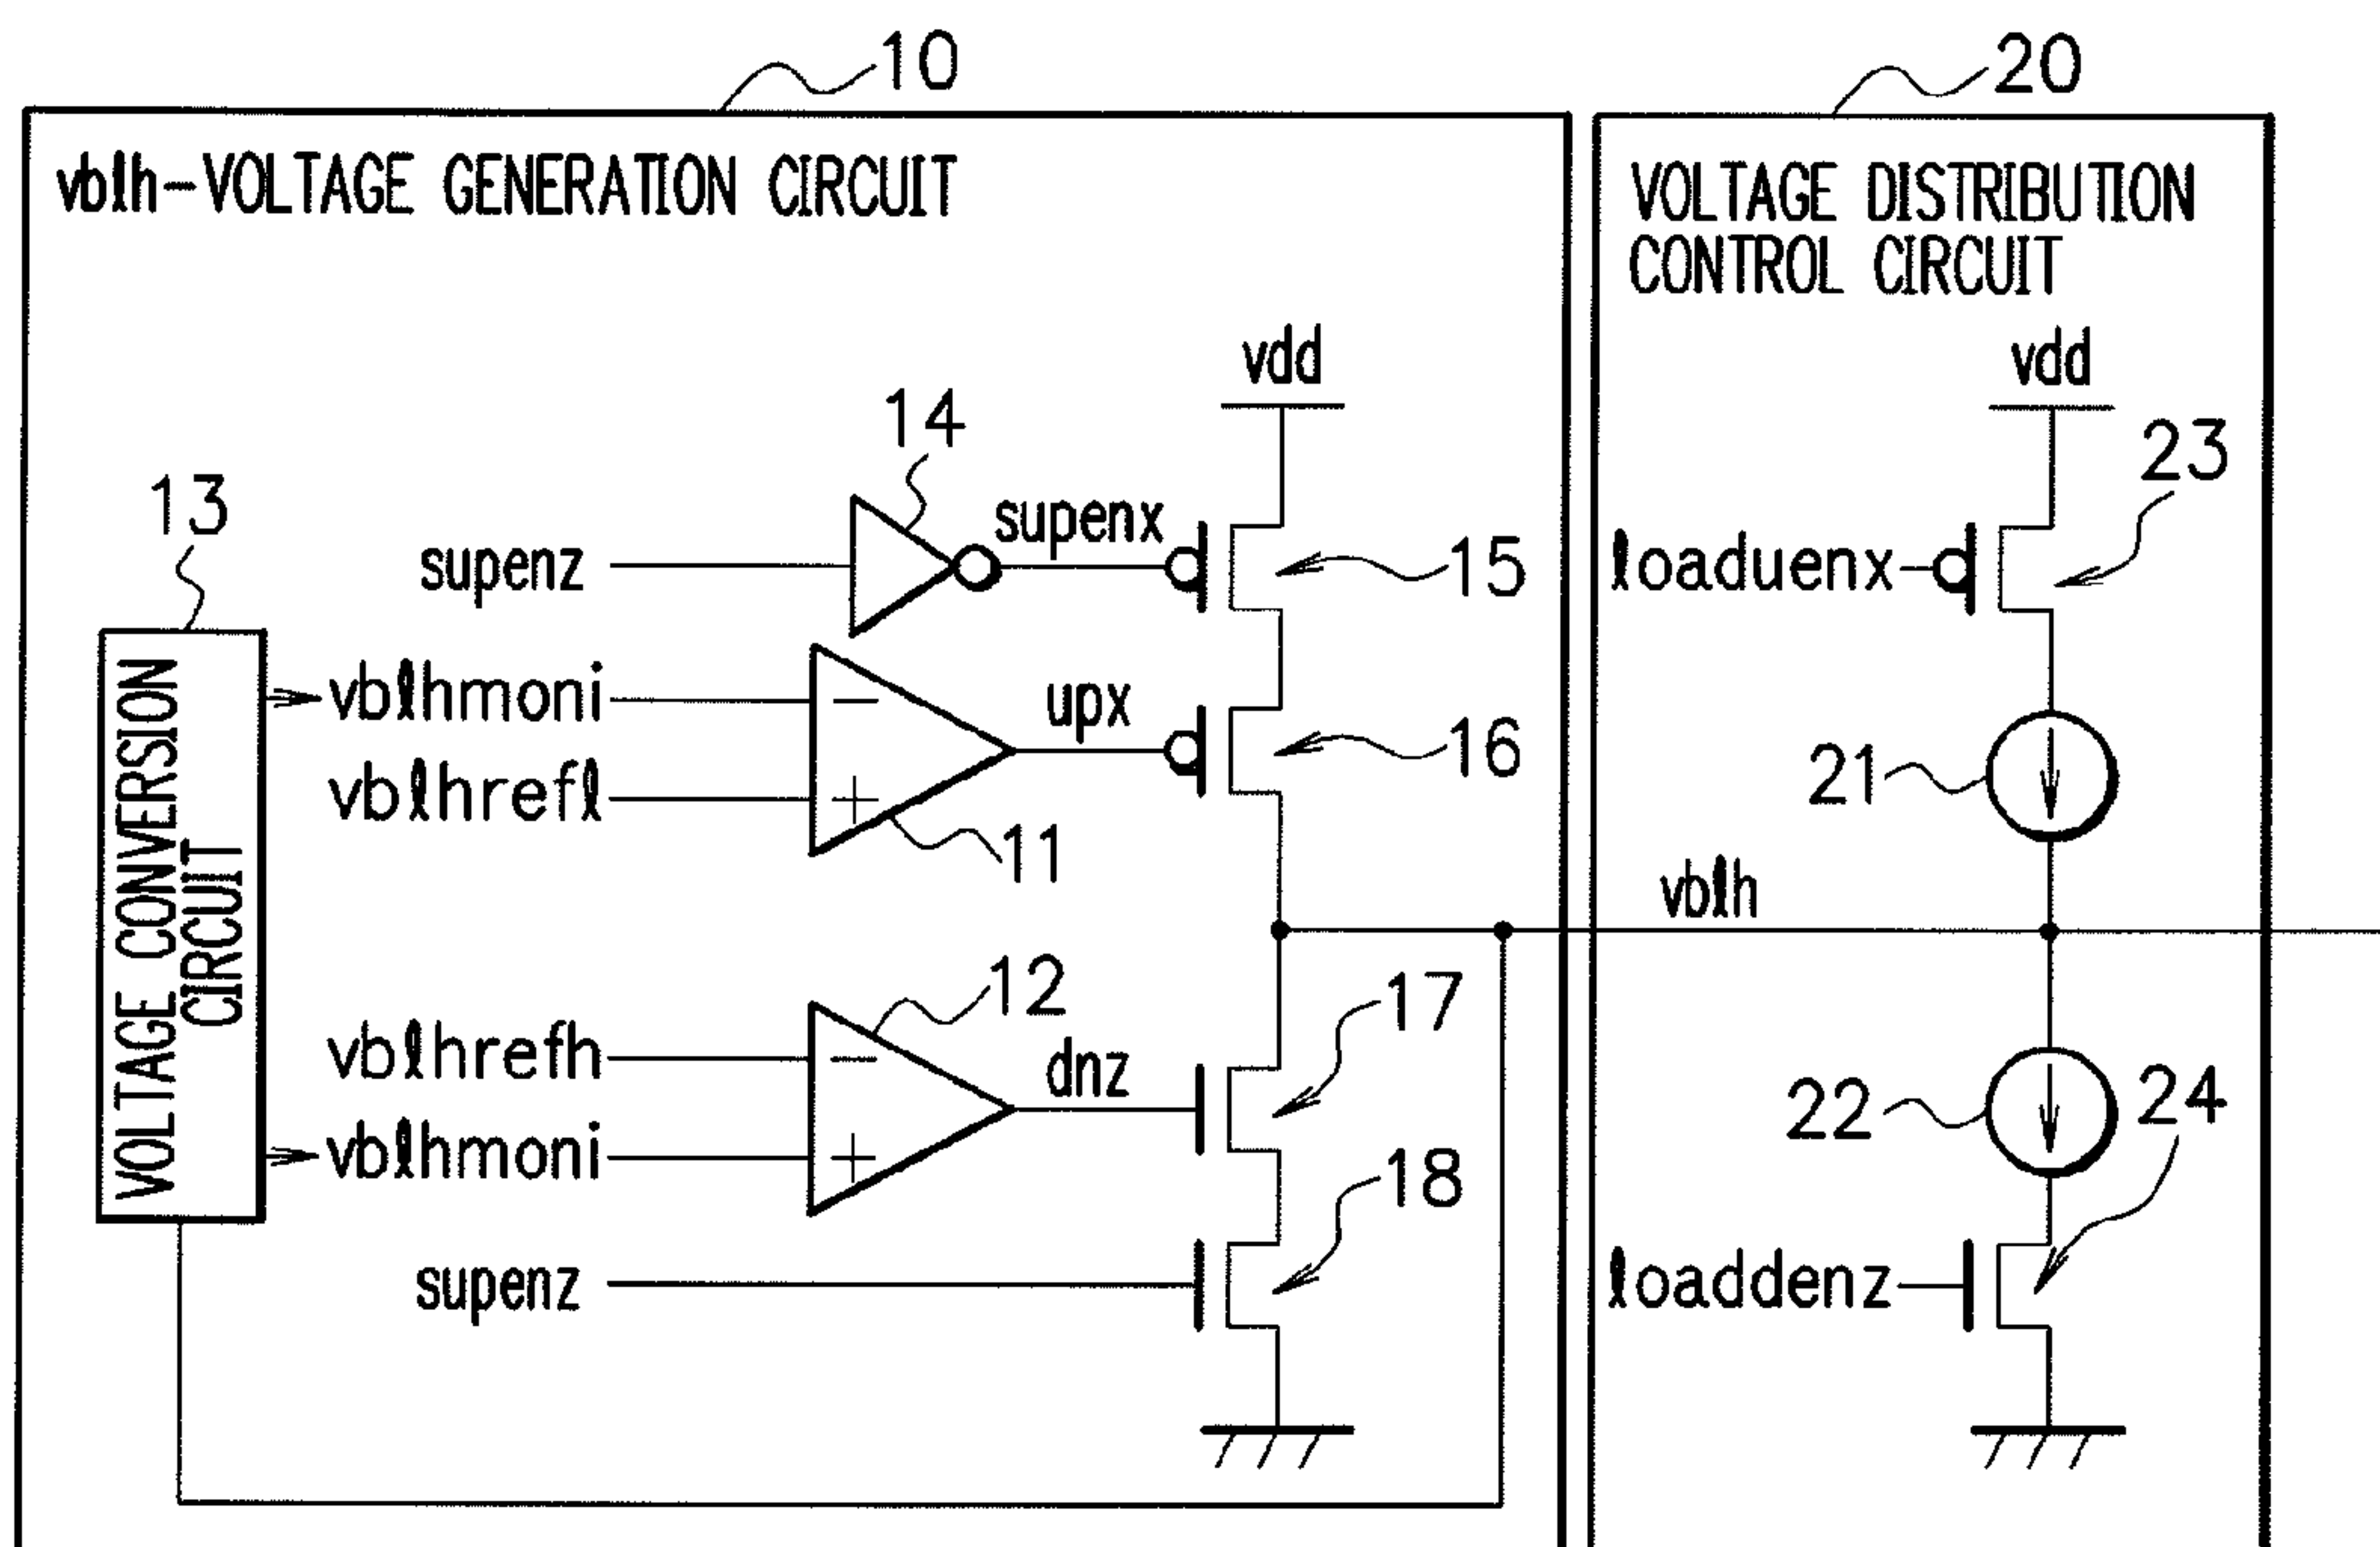 10
20
vblh-VOLTAGE GENERATION CIRCUIT
VOLTAGE DISTRIBUTION
CONTROL CIRCUIT
vdd
vdd
14
23
13
supenz
supenx
15
loaduenx
VOLTAGE CONVERSION
CIRCUIT
vblhmoni
−
upx
16
21
vblhrefl
+
11
vblh
12
17
vblhrefh
−
dnz
22
24
vblhmoni
+
18
supenz
loaddenz